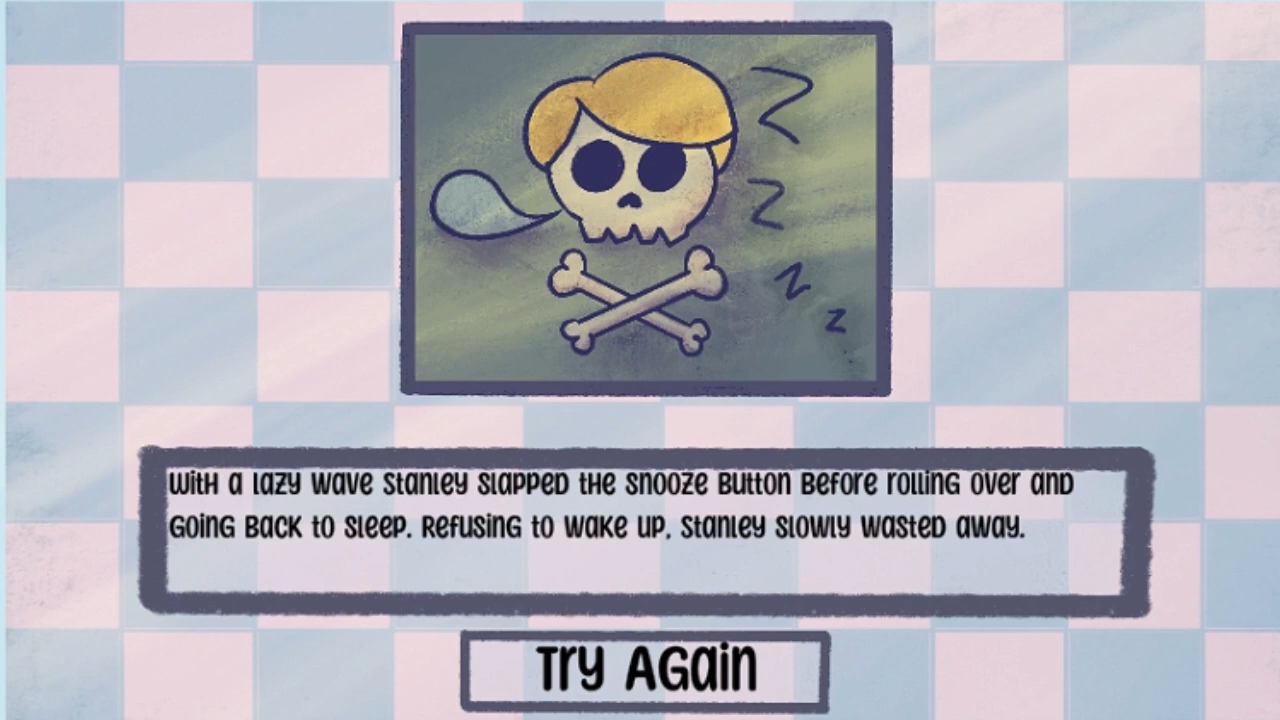 Z
Z
Z
Z
With a lazy wave Stanley slapped the snooze button before rolling over and
going back to sleep. Refusing to wake up, Stanley slowly wasted away.
Try Again